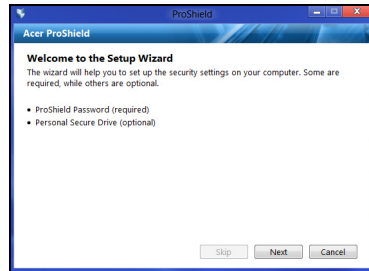 ProShield
Acer ProShield
Welcome to the Setup Wizard
The wizard will help you to set up the security settings on your computer. Some are
required, while others are optional.
• ProShield Password (required)
• Personal Secure Drive (optional)
Skip Next Cancel